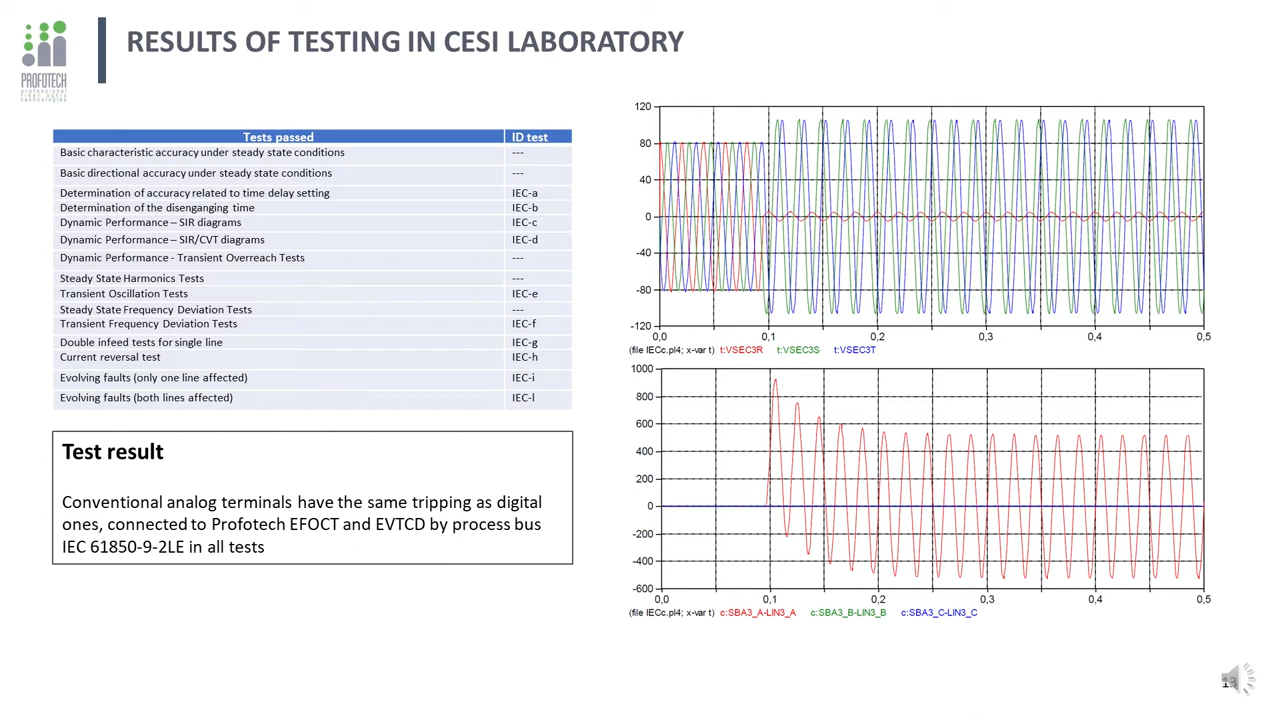 RESULTS OF TESTING IN CESI LABORATORY
PROFOTECH
professional
fiber optic
technologies
Tests passed ID test
Basic characteristic accuracy under steady state conditions ---
Basic directional accuracy under steady state conditions ---
Determination of accuracy related to time delay setting IEC-a
Determination of the disenganging time IEC-b
Dynamic Performance – SIR diagrams IEC-c
Dynamic Performance – SIR/CVT diagrams IEC-d
Dynamic Performance - Transient Overreach Tests ---
Steady State Harmonics Tests ---
Transient Oscillation Tests IEC-e
Steady State Frequency Deviation Tests ---
Transient Frequency Deviation Tests IEC-f
Double infeed tests for single line IEC-g
Current reversal test IEC-h
Evolving faults (only one line affected) IEC-i
Evolving faults (both lines affected) IEC-l
Test result
Conventional analog terminals have the same tripping as digital
ones, connected to Profotech EFOCT and EVTCD by process bus
IEC 61850-9-2LE in all tests
120
80
40
0
-40
-80
-120
0,0 0,1 0,2 0,3 0,4 0,5
(file IECc.pl4; x-var t) t:VSEC3R t:VSEC3S t:VSEC3T
1000
800
600
400
200
0
-200
-400
-600
0,0 0,1 0,2 0,3 0,4 0,5
(file IECc.pl4; x-var t) c:SBA3_A-LIN3_A c:SBA3_B-LIN3_B c:SBA3_C-LIN3_C